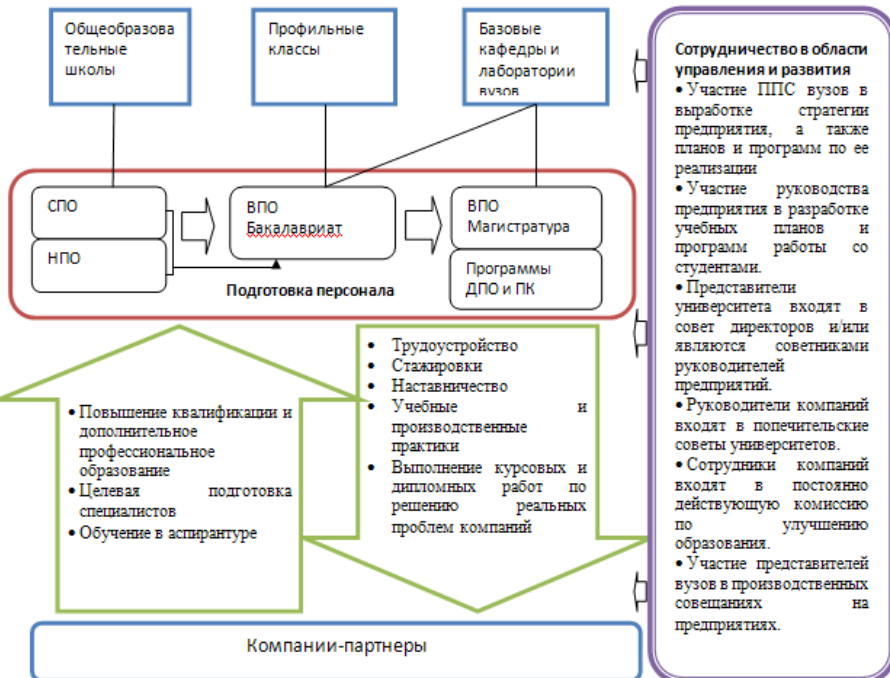 Общеобразова
тельные
школы
Профильные
классы
Базовые
кафедры и
лаборатории
вузов
СПО
НПО
ВПО
Бакалавриат
ВПО
Магистратура
Программы
ДПО и ПК
Подготовка персонала
• Повышение квалификации и
дополнительное
профессиональное
образование
• Целевая подготовка
специалистов
• Обучение в аспирантуре
• Трудоустройство
• Стажировки
• Наставничество
• Учебные и
производственные
практики
• Выполнение курсовых и
дипломных работ по
решению реальных
проблем компаний
Компании-партнеры
Сотрудничество в области
управления и развития
• Участие ППС вузов в
выработке стратегии
предприятия, а также
планов и программ по ее
реализации
• Участие руководства
предприятия в разработке
учебных планов и
программ работы со
студентами.
• Представители
университета входят в
совет директоров и/или
являются советниками
руководителей
предприятий.
• Руководители компаний
входят в попечительские
советы университетов.
• Сотрудники компаний
входят в постоянно
действующую комиссию
по улучшению
образования.
• Участие представителей
вузов в производственных
совещаниях на
предприятиях.